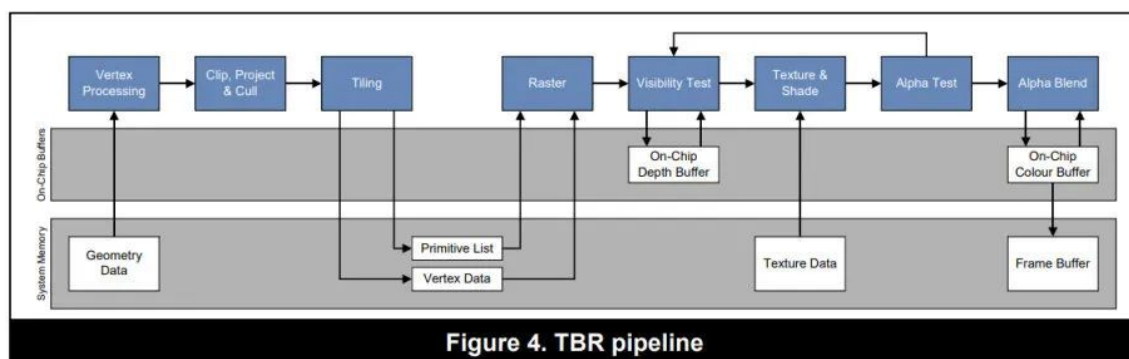 Vertex
Processing
Clip, Project
& Cull
Tiling
Raster
Visibility Test
Texture &
Shade
Alpha Test
Alpha Blend
On-Chip Buffers
On-Chip
Depth Buffer
On-Chip
Colour Buffer
System Memory
Geometry
Data
Primitive List
Vertex Data
Texture Data
Frame Buffer
Figure 4. TBR pipeline